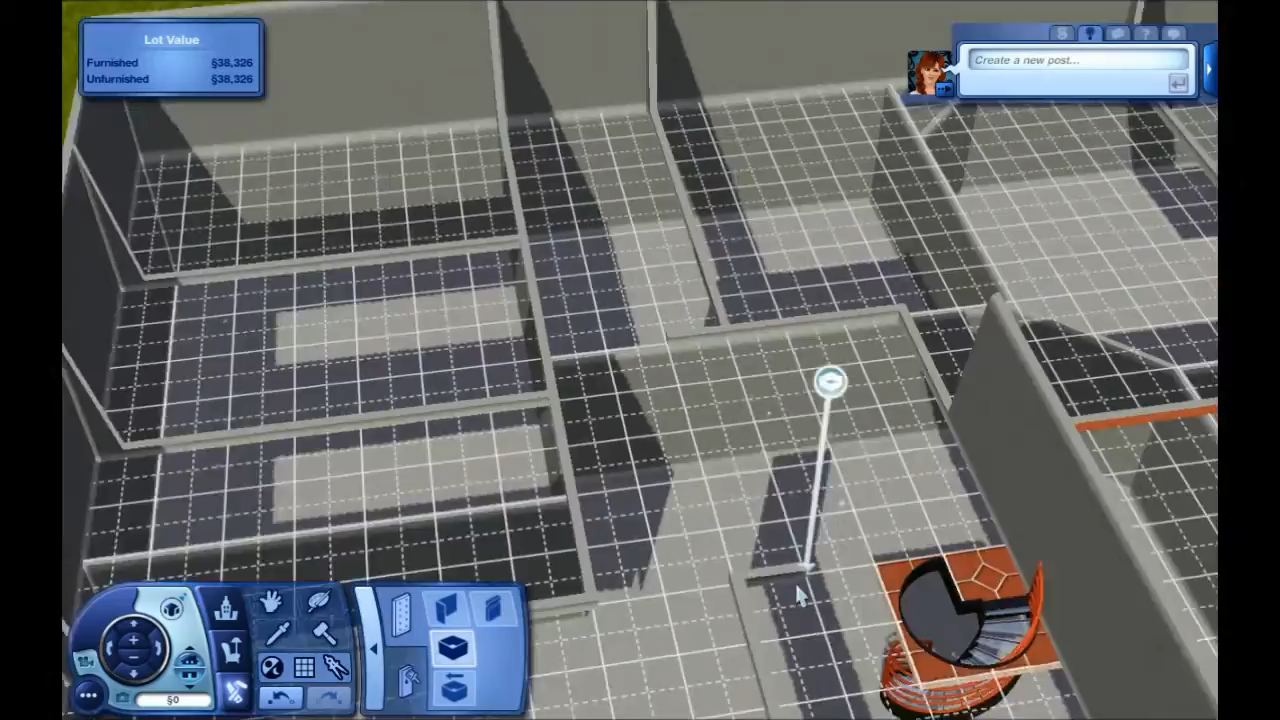 Lot Value
Furnished §38,326
Unfurnished §38,326
Create a new post...
?
§0